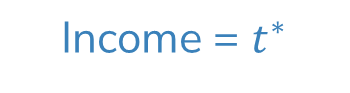 Income = t*